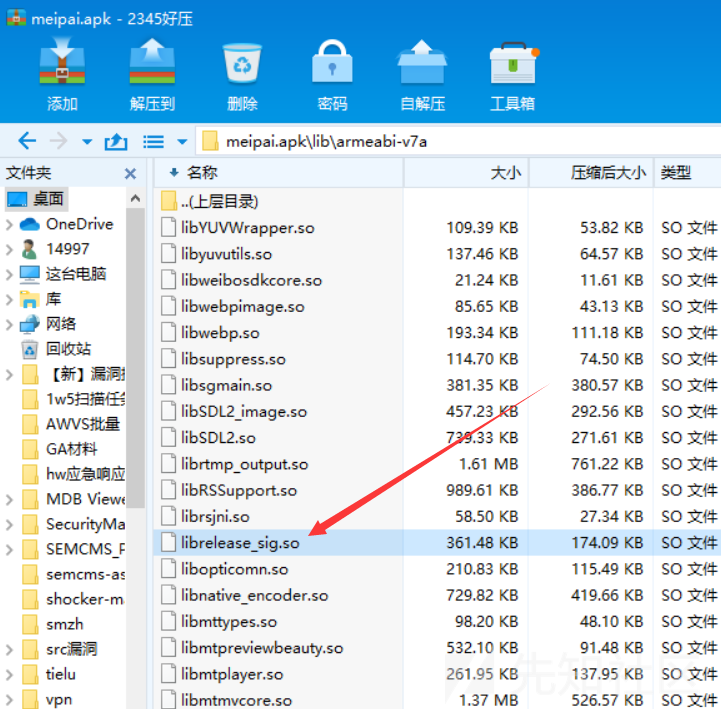 meipai.apk - 2345好压
添加 解压到 删除 密码 自解压 工具箱
meipai.apk\lib\armeabi-v7a
文件夹 名称 大小 压缩后大小 类型
桌面
OneDrive
14997
这台电脑
库
网络
回收站
【新】漏洞
1w5扫描任务
AWVS批量
GA材料
hw应急响应
MDB Viewe
SecurityMa
SEMCMS_P
semcms-as
shocker-m
smzh
src漏洞
tielu
vpn
..(上层目录)
libYUVWrapper.so 109.39 KB 53.82 KB SO 文件
libyuvutils.so 137.46 KB 64.57 KB SO 文件
libweibosdkcore.so 21.24 KB 11.61 KB SO 文件
libwebpimage.so 85.65 KB 43.13 KB SO 文件
libwebp.so 193.34 KB 111.18 KB SO 文件
libsuppress.so 114.70 KB 74.50 KB SO 文件
libsgmain.so 381.35 KB 380.57 KB SO 文件
libSDL2_image.so 457.23 KB 292.56 KB SO 文件
libSDL2.so 739.33 KB 271.61 KB SO 文件
librtmp_output.so 1.61 MB 761.22 KB SO 文件
libRSSupport.so 989.61 KB 386.77 KB SO 文件
librsjni.so 58.50 KB 27.34 KB SO 文件
librelease_sig.so 361.48 KB 174.09 KB SO 文件
libopticomn.so 210.83 KB 115.49 KB SO 文件
libnative_encoder.so 729.82 KB 419.66 KB SO 文件
libmttypes.so 98.20 KB 48.10 KB SO 文件
libmtpreviewbeauty.so 532.10 KB 91.48 KB SO 文件
libmtplayer.so 261.95 KB 137.95 KB SO 文件
libmtmvcore.so 1.37 MB 526.57 KB SO 文件
先知社区